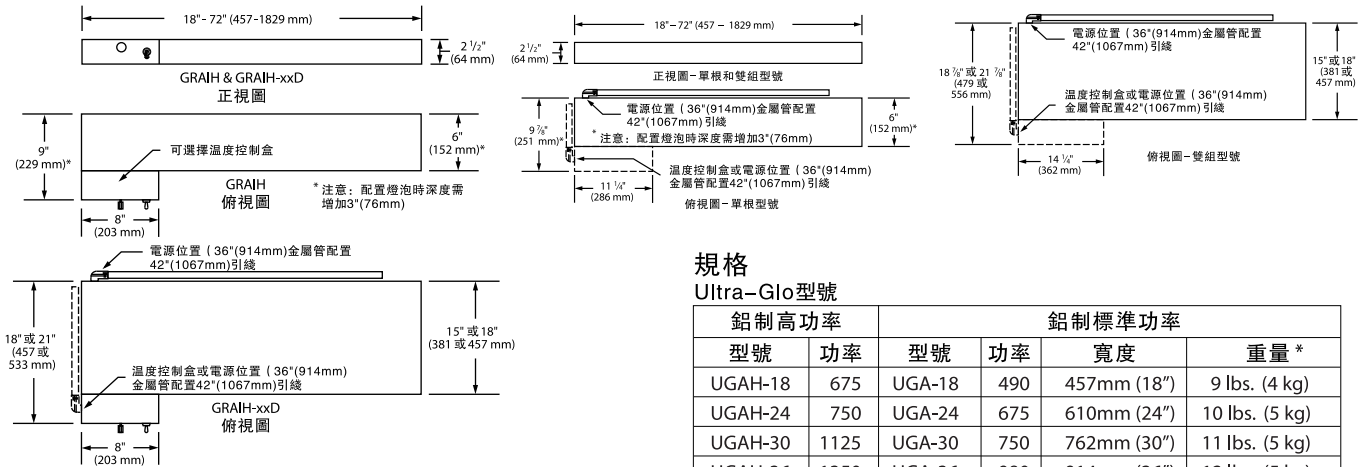 18"- 72" (457-1829 mm)
2 1/2"
(64 mm)
GRAIH & GRAIH-xxD
正視圖
9"
(229 mm)*
可選擇溫度控制盒
6"
(152 mm)*
GRAIH
俯視圖
*注意：配置燈泡時深度需
增加3"(76mm)
8"
(203 mm)
電源位置（36"(914mm)金屬管配置
42"(1067mm)引綫
18" 或 21"
(457 或
533 mm)
15" 或 18"
(381 或 457 mm)
溫度控制盒或電源位置（36"(914mm)
金屬管配置42"(1067mm)引綫
GRAIH-xxD
俯視圖
8"
(203 mm)
18"-72" (457 – 1829 mm)
2 1/2"
(64 mm)
正視圖–單根和雙組型號
電源位置（36"(914mm)金屬管配置
42"(1067mm)引綫
*注意：配置燈泡時深度需增加3"(76mm)
9 7/8"
(251 mm)*
6"
(152 mm)*
溫度控制盒或電源位置（36"(914mm)
金屬管配置42"(1067mm)引綫
11 1/4"
(286 mm)
俯視圖–單根型號
電源位置（36"(914mm)金屬管配置
42"(1067mm)引綫
18 7/8" 或 21 7/8"
(479 或
556 mm)
15" 或 18"
(381 或
457 mm)
溫度控制盒或電源位置（36"(914mm)
金屬管配置42"(1067mm)引綫
14 1/4"
(362 mm)
俯視圖–雙組型號
規格
Ultra–Glo型號
鋁制高功率 鋁制標準功率
型號 功率 型號 功率 寬度 重量*
UGAH-18 675 UGA-18 490 457mm (18") 9 lbs. (4 kg)
UGAH-24 750 UGA-24 675 610mm (24") 10 lbs. (5 kg)
UGAH-30 1125 UGA-30 750 762mm (30") 11 lbs. (5 kg)